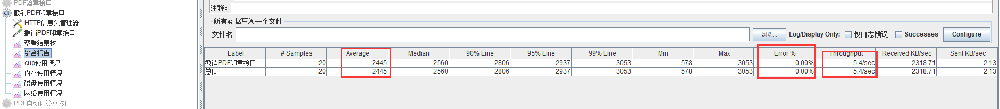 PDF验章接口
撤销PDF印章接口
HTTP信息头管理器
撤销PDF印章接口
察看结果树
聚合报告
cup使用情况
内存使用情况
磁盘使用情况
网络使用情况
PDF自动化签章接口
注释：
所有数据写入一个文件
文件名 浏览... Log/Display Only: 仅日志错误 Successes Configure
Label # Samples Average Median 90% Line 95% Line 99% Line Min Max Error % Throughput Received KB/sec Sent KB/sec
撤销PDF印章接口 20 2445 2560 2806 2937 3053 578 3053 0.00% 5.4/sec 2318.71 2.13
总体 20 2445 2560 2806 2937 3053 578 3053 0.00% 5.4/sec 2318.71 2.13